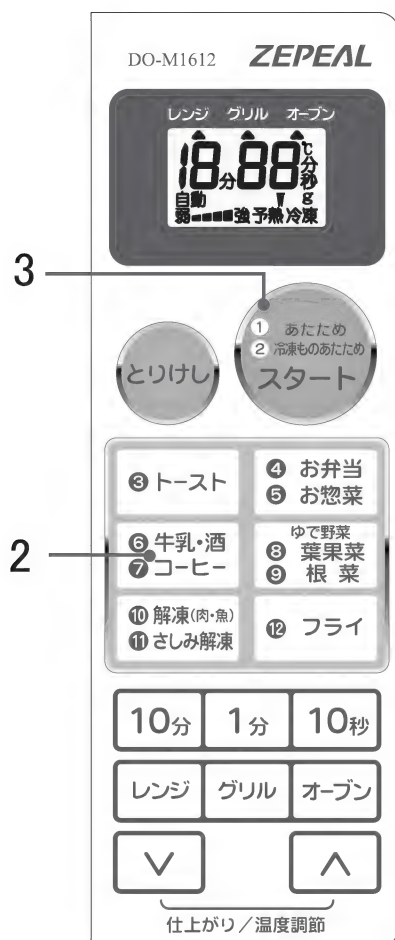 DO-M1612 ZEPEAL
レンジ グリル オーブン
18分88℃分秒
自動 g
弱 強 予熱 冷凍
3
① あたため
② 冷凍ものあたため
スタート
とりけし
❸ トースト
❹ お弁当
❺ お惣菜
2
❻ 牛乳・酒
❼ コーヒー
ゆで野菜
❽ 葉果菜
❾ 根 菜
❿ 解凍(肉・魚)
⓫ さしみ解凍
⓬ フライ
10分 1分 10秒
レンジ グリル オーブン
∨ ∧
仕上がり/温度調節